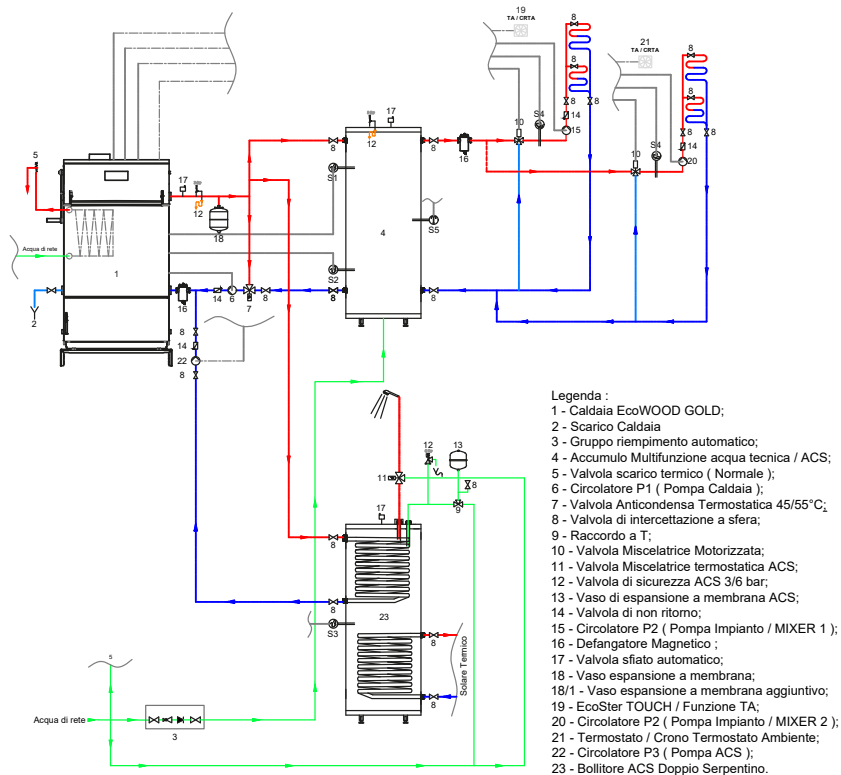 19
TA / CRTA
8
8
21
TA / CRTA
8
8
8
8
14
15
10
S4
8
8
14
20
10
S4
17
12
8
8
16
5
17
12
18
S1
S5
4
Acqua di rete
1
S2
16
14
6
7
8
8
8
2
8
14
22
8
12
13
11
8
9
17
8
8
23
S3
8
8
Solare Termico
5
Acqua di rete
3
Legenda :
1 - Caldaia EcoWOOD GOLD;
2 - Scarico Caldaia
3 - Gruppo riempimento automatico;
4 - Accumulo Multifunzione acqua tecnica / ACS;
5 - Valvola scarico termico ( Normale );
6 - Circolatore P1 ( Pompa Caldaia );
7 - Valvola Anticondensa Termostatica 45/55°C;
8 - Valvola di intercettazione a sfera;
9 - Raccordo a T;
10 - Valvola Miscelatrice Motorizzata;
11 - Valvola Miscelatrice termostatica ACS;
12 - Valvola di sicurezza ACS 3/6 bar;
13 - Vaso di espansione a membrana ACS;
14 - Valvola di non ritorno;
15 - Circolatore P2 ( Pompa Impianto / MIXER 1 );
16 - Defangatore Magnetico ;
17 - Valvola sfiato automatico;
18 - Vaso espansione a membrana;
18/1 - Vaso espansione a membrana aggiuntivo;
19 - EcoSter TOUCH / Funzione TA;
20 - Circolatore P2 ( Pompa Impianto / MIXER 2 );
21 - Termostato / Crono Termostato Ambiente;
22 - Circolatore P3 ( Pompa ACS );
23 - Bollitore ACS Doppio Serpentino.